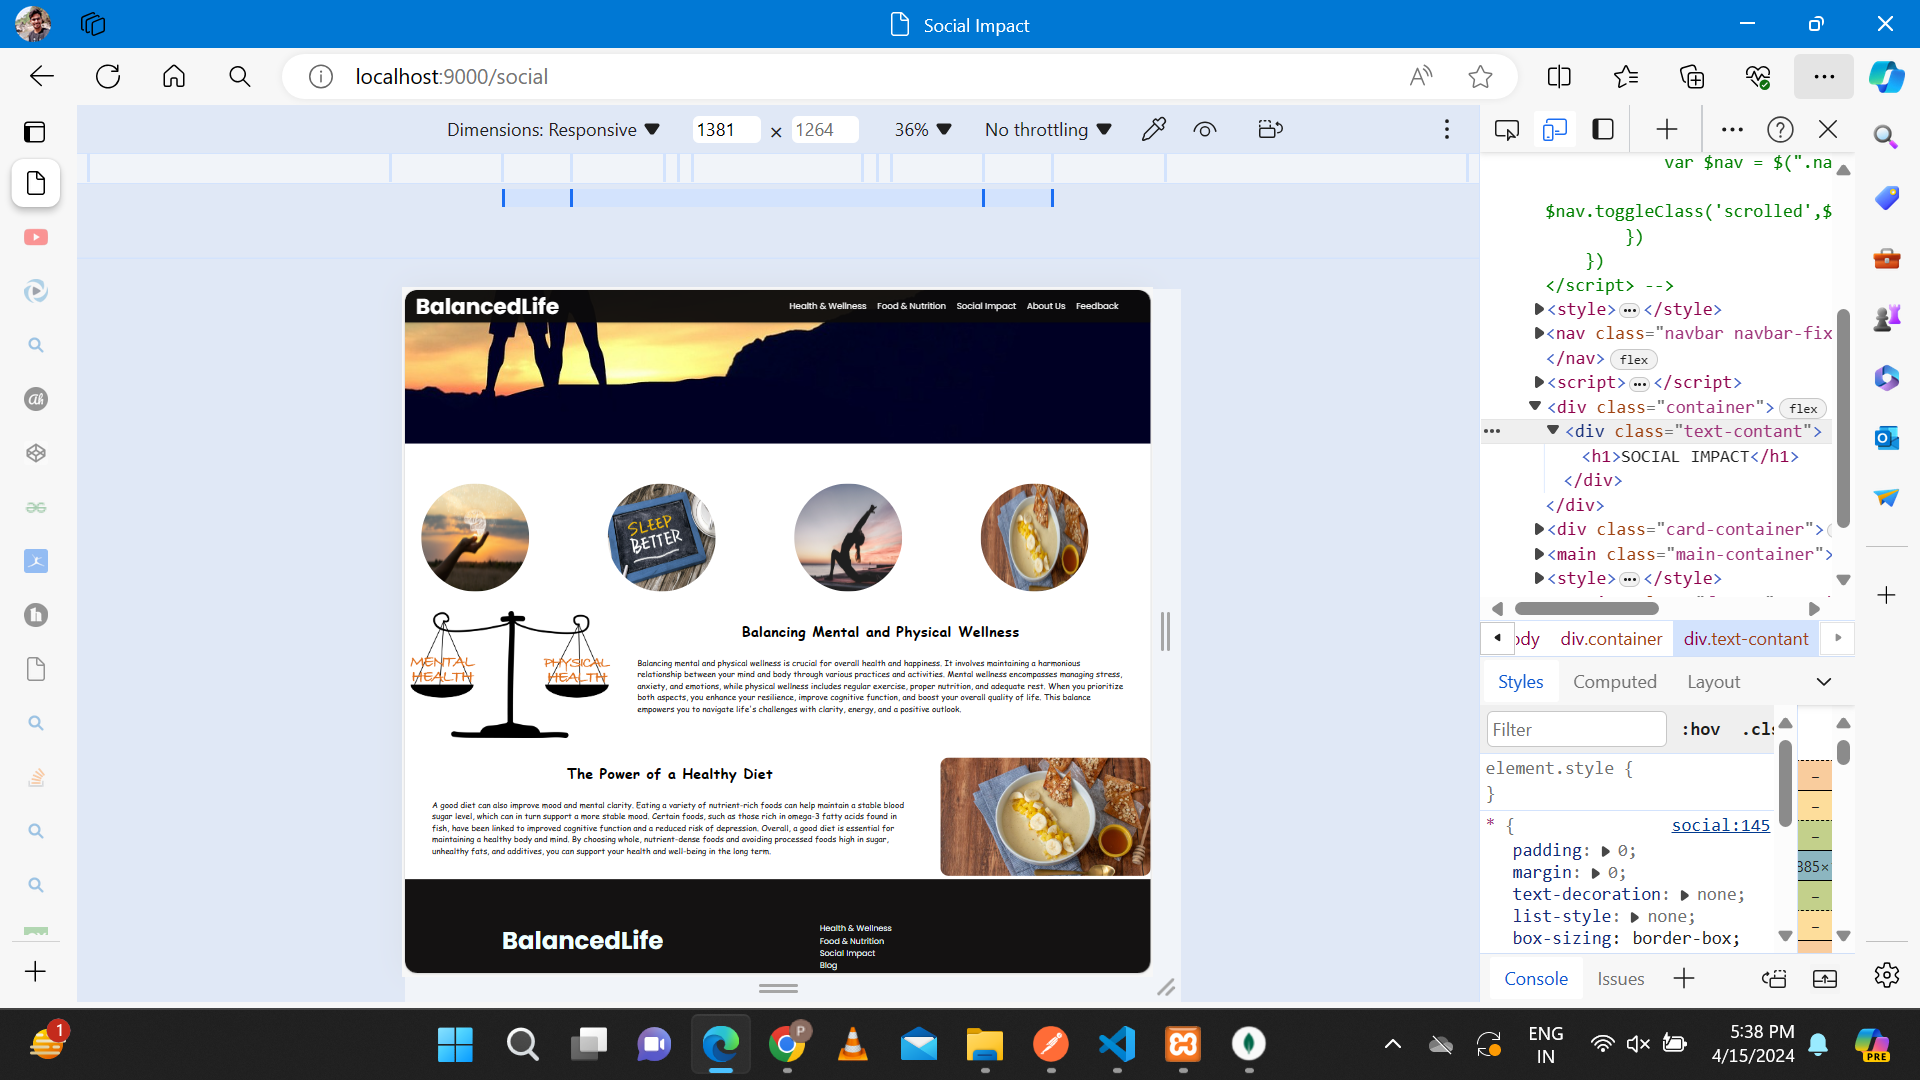 Social Impact
localhost:9000/social
Dimensions: Responsive
1381 × 1264
36%
No throttling
var $nav = $(".na
$nav.toggleClass('scrolled',$
})
})
</script> -->
<style> ••• </style>
<nav class="navbar navbar-fix
</nav> flex
<script> ••• </script>
<div class="container"> flex
<div class="text-contant">
<h1>SOCIAL IMPACT</h1>
</div>
</div>
<div class="card-container">
<main class="main-container">
<style> ••• </style>
ody div.container div.text-contant
Styles Computed Layout
Filter :hov .cls
element.style {
}
* { social:145
padding: 0;
margin: 0;
text-decoration: none;
list-style: none;
box-sizing: border-box;
385×
Console Issues
BalancedLife
Health & Wellness Food & Nutrition Social Impact About Us Feedback
SLEEP
BETTER
MENTAL
HEALTH
PHYSICAL
HEALTH
Balancing Mental and Physical Wellness
Balancing mental and physical wellness is crucial for overall health and happiness. It involves maintaining a harmonious
relationship between your mind and body through various practices and activities. Mental wellness encompasses managing stress,
anxiety, and emotions, while physical wellness includes regular exercise, proper nutrition, and adequate rest. When you prioritize
both aspects, you enhance your resilience, improve cognitive function, and boost your overall quality of life. This balance
empowers you to navigate life's challenges with clarity, energy, and a positive outlook.
The Power of a Healthy Diet
A good diet can also improve mood and mental clarity. Eating a variety of nutrient-rich foods can help maintain a stable blood
sugar level, which can in turn support a more stable mood. Certain foods, such as those rich in omega-3 fatty acids found in
fish, have been linked to improved cognitive function and a reduced risk of depression. Overall, a good diet is essential for
maintaining a healthy body and mind. By choosing whole, nutrient-dense foods and avoiding processed foods high in sugar,
unhealthy fats, and additives, you can support your health and well-being in the long term.
BalancedLife
Health & Wellness
Food & Nutrition
Social Impact
Blog
1
P
ENG
IN
5:38 PM
4/15/2024
PRE